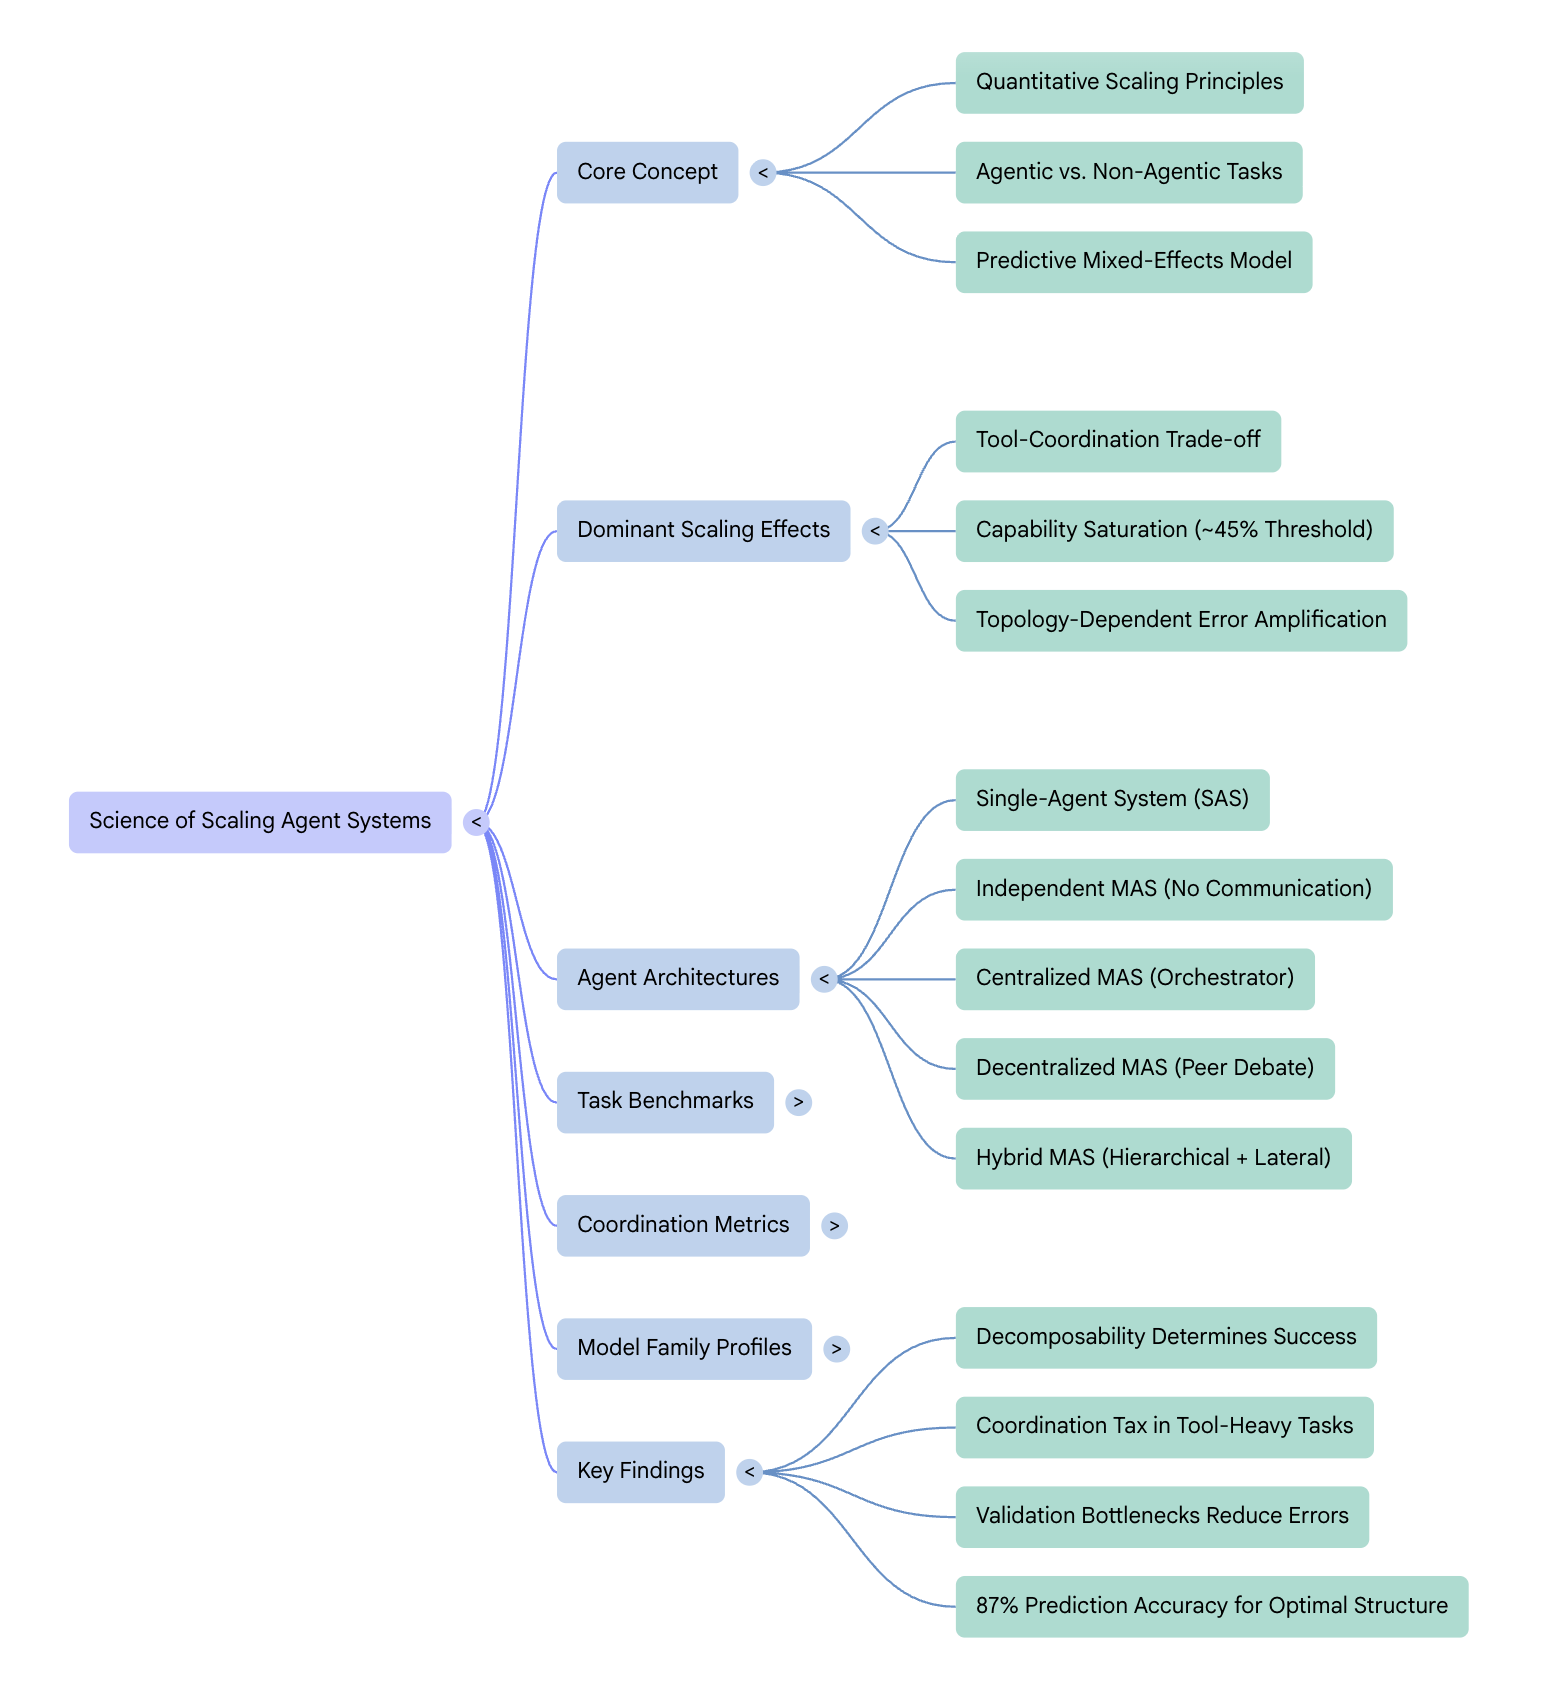 Science of Scaling Agent Systems
<
Core Concept
<
Quantitative Scaling Principles
Agentic vs. Non-Agentic Tasks
Predictive Mixed-Effects Model
Dominant Scaling Effects
<
Tool-Coordination Trade-off
Capability Saturation (~45% Threshold)
Topology-Dependent Error Amplification
Agent Architectures
<
Single-Agent System (SAS)
Independent MAS (No Communication)
Centralized MAS (Orchestrator)
Decentralized MAS (Peer Debate)
Hybrid MAS (Hierarchical + Lateral)
Task Benchmarks
>
Coordination Metrics
>
Model Family Profiles
>
Key Findings
<
Decomposability Determines Success
Coordination Tax in Tool-Heavy Tasks
Validation Bottlenecks Reduce Errors
87% Prediction Accuracy for Optimal Structure